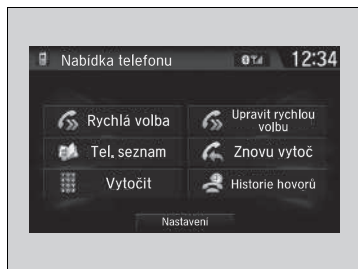 Nabídka telefonu 12:34
Rychlá volba
Upravit rychlou
volbu
Tel. seznam
Znovu vytoč
Vytočit
Historie hovorů
Nastavení